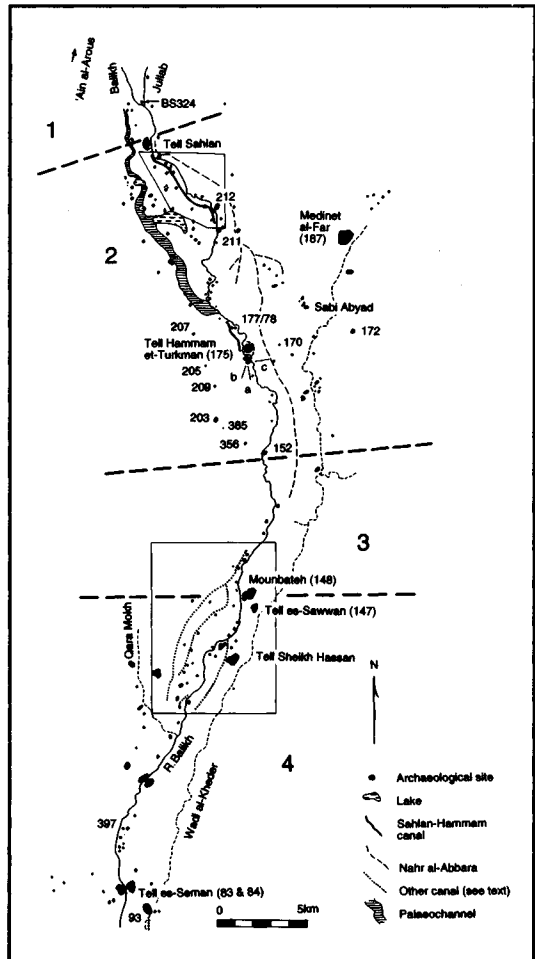 'Ain al-Arous
Balikh
Jullab
BS324
1
Tell Sahlan
212
Medinet
al-Far
(187)
211
2
Sabi Abyad
177/78
207
172
170
Tell Hammam
et-Turkman (175)
205
b
a
c
209
203
385
356
152
3
Mounbateh (148)
Tell es-Sawwan (147)
Qara Mokh
Tell Sheikh Hassan
N
4
R.Balikh
Wadi al-Kheder
Archaeological site
Lake
Sahlan-Hammam
canal
397
Nahr al-Abbara
Other canal (see text)
Tell es-Seman (83 & 84)
Palaeochannel
93
0 5km